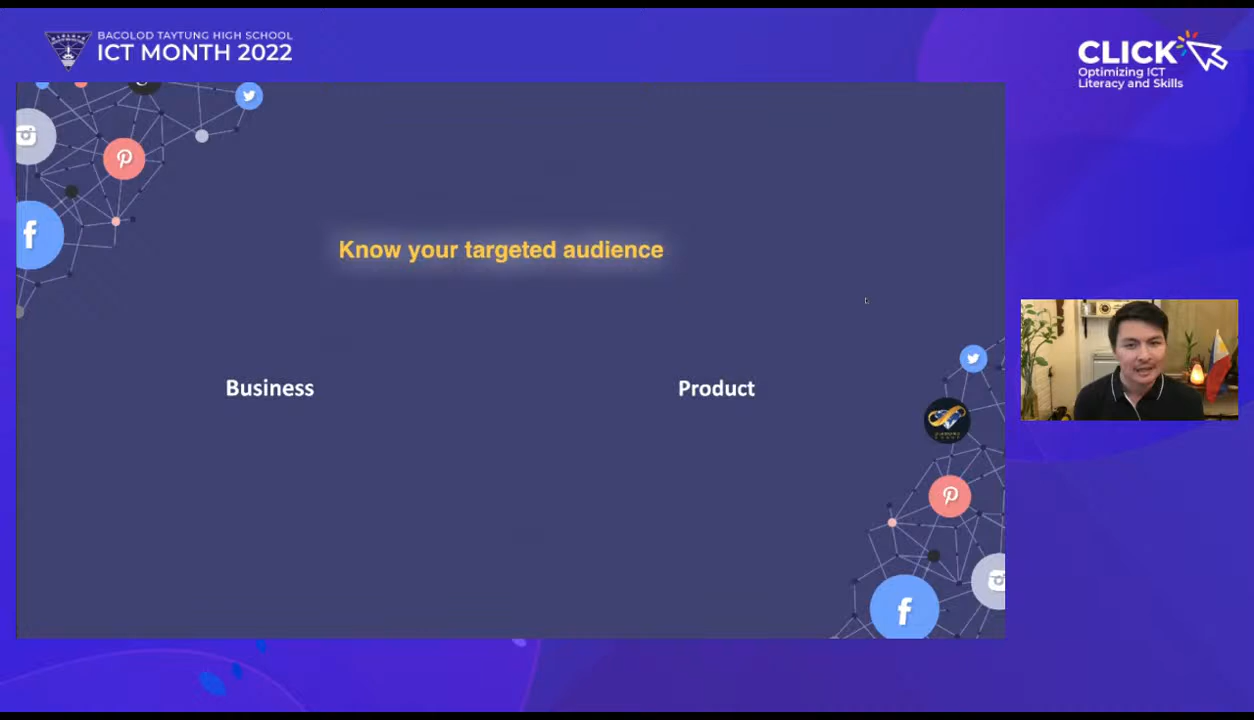 BACOLOD TAYTUNG HIGH SCHOOL
ICT MONTH 2022
CLICK
Optimizing ICT
Literacy and Skills
Know your targeted audience
Business
Product